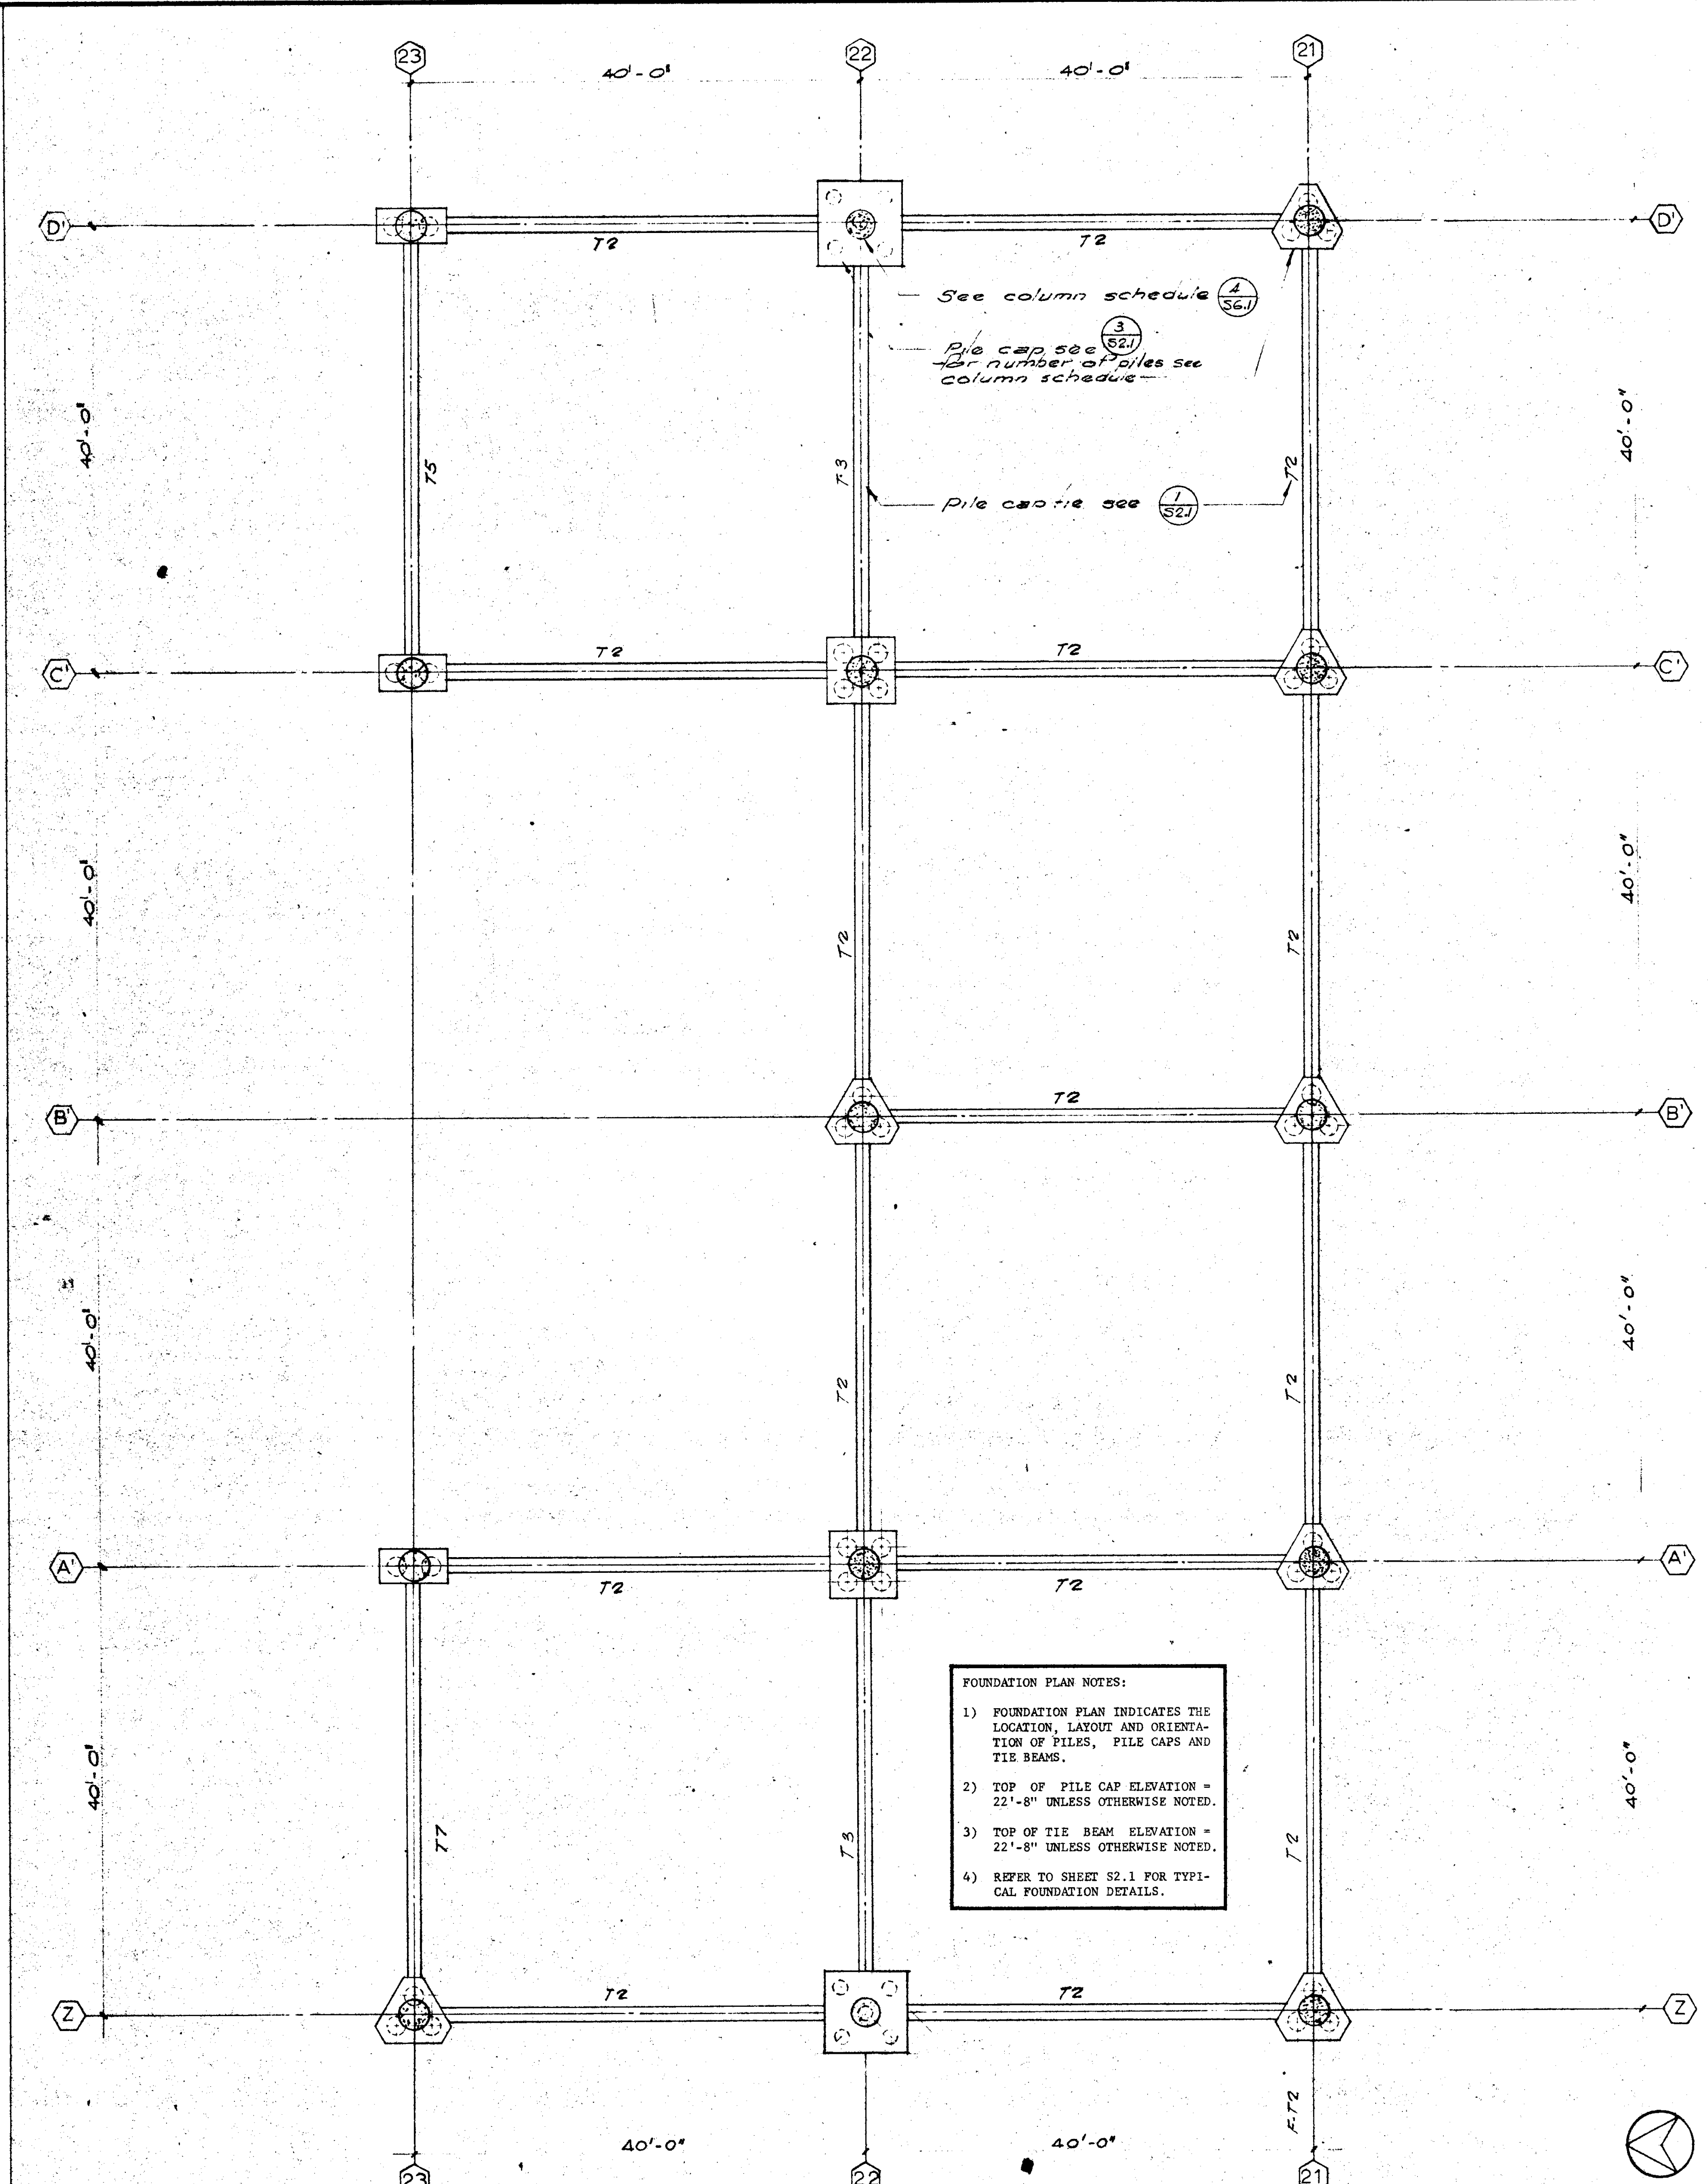 23
22
21
40'-0"
40'-0"
D'
D'
T2
T2
See column schedule 4
S6.1
Pile cap see 3
S2.1
for number of piles see
column schedule
40'-0"
40'-0"
T5
T3
T2
Pile cap tie see 1
S2.1
C'
C'
T2
T2
40'-0"
40'-0"
T2
T2
B'
B'
T2
40'-0"
40'-0"
T2
T2
A'
A'
T2
T2
FOUNDATION PLAN NOTES:
1) FOUNDATION PLAN INDICATES THE
LOCATION, LAYOUT AND ORIENTA-
TION OF PILES, PILE CAPS AND
TIE BEAMS.
2) TOP OF PILE CAP ELEVATION =
22'-8" UNLESS OTHERWISE NOTED.
3) TOP OF TIE BEAM ELEVATION =
22'-8" UNLESS OTHERWISE NOTED.
4) REFER TO SHEET S2.1 FOR TYPI-
CAL FOUNDATION DETAILS.
40'-0"
40'-0"
T7
T3
T2
Z
Z
T2
T2
F.T2
40'-0"
40'-0"
23
22
21